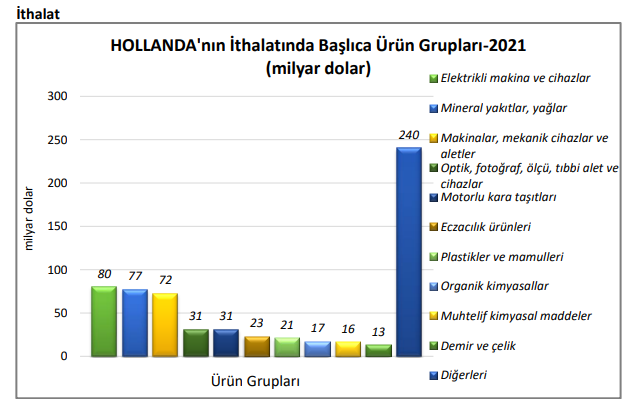 İthalat
HOLLANDA'nın İthalatında Başlıca Ürün Grupları-2021
(milyar dolar)
milyar dolar
300
250
200
150
100
50
0
80
77
72
31
31
23
21
17
16
13
240
Ürün Grupları
Elektrikli makina ve cihazlar
Mineral yakıtlar, yağlar
Makinalar, mekanik cihazlar ve
aletler
Optik, fotoğraf, ölçü, tıbbi alet ve
cihazlar
Motorlu kara taşıtları
Eczacılık ürünleri
Plastikler ve mamulleri
Organik kimyasallar
Muhtelif kimyasal maddeler
Demir ve çelik
Diğerleri